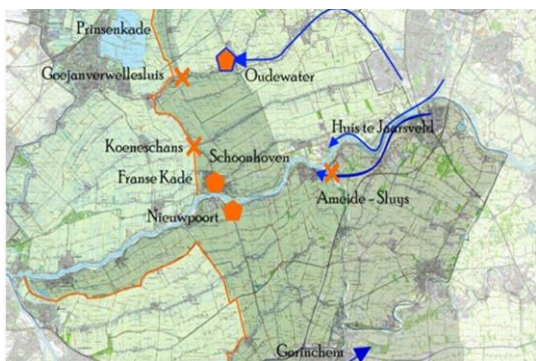 Prinsenkade
Goejanverwellesluis
Oudewater
Huis te Jaarsveld
Koeneschans
Schoonhoven
Franse Kade
Ameide - Sluys
Nieuwpoort
Gorinchem